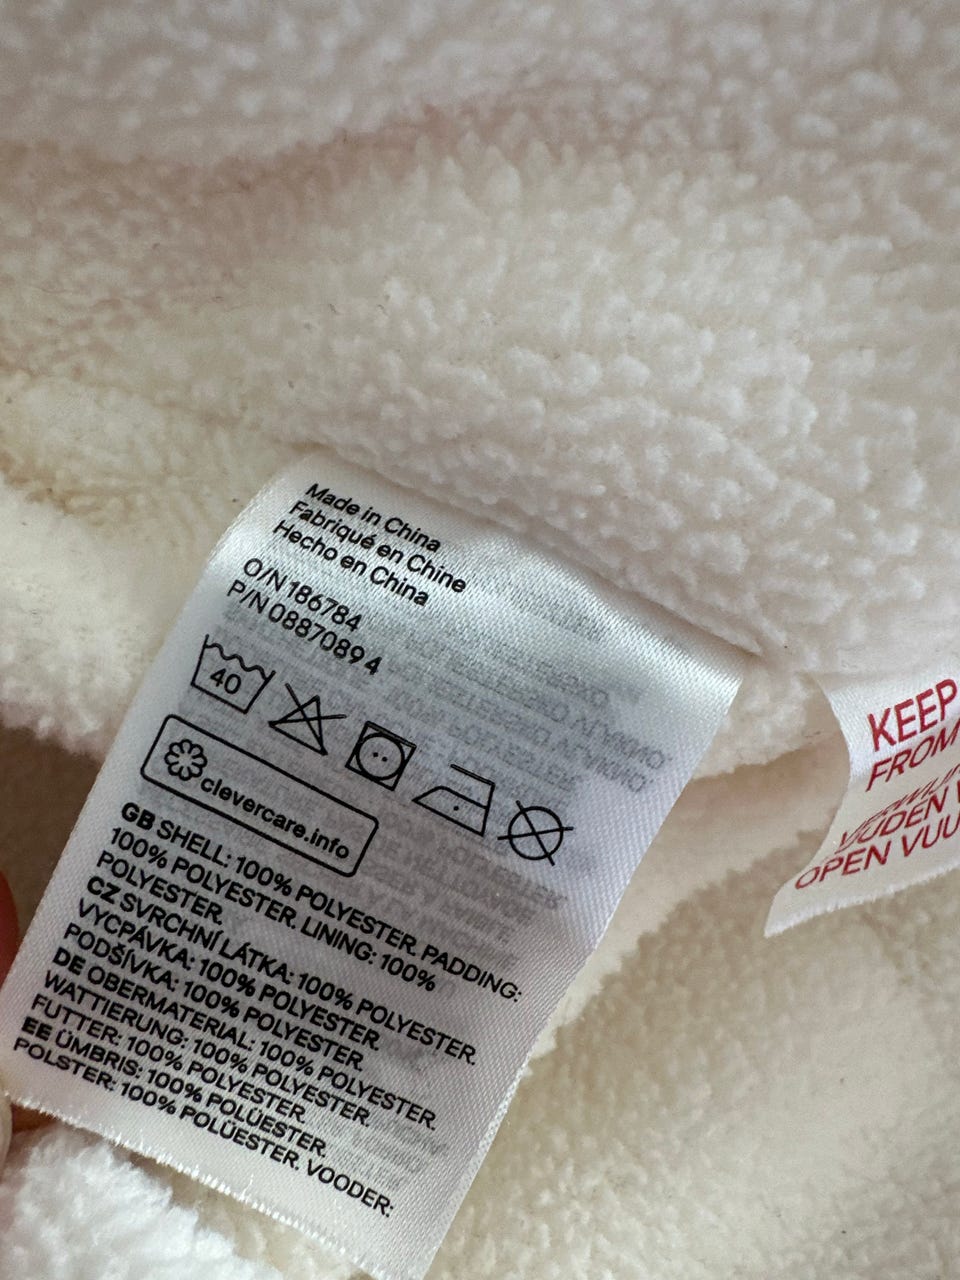 Made in China
Fabriqué en Chine
Hecho en China
O/N 186784
P/N 08870894
40
clevercare.info
GB SHELL: 100% POLYESTER. PADDING:
100% POLYESTER. LINING: 100%
POLYESTER.
CZ SVRCHNÍ LÁTKA: 100% POLYESTER.
VYCPÁVKA: 100% POLYESTER.
PODŠÍVKA: 100% POLYESTER.
DE OBERMATERIAL: 100% POLYESTER.
WATTIERUNG: 100% POLYESTER.
FUTTER: 100% POLYESTER.
EE ÜMBRIS: 100% POLÜESTER.
POLSTER: 100% POLÜESTER. VOODER:
KEEP
FROM
OPEN VUU